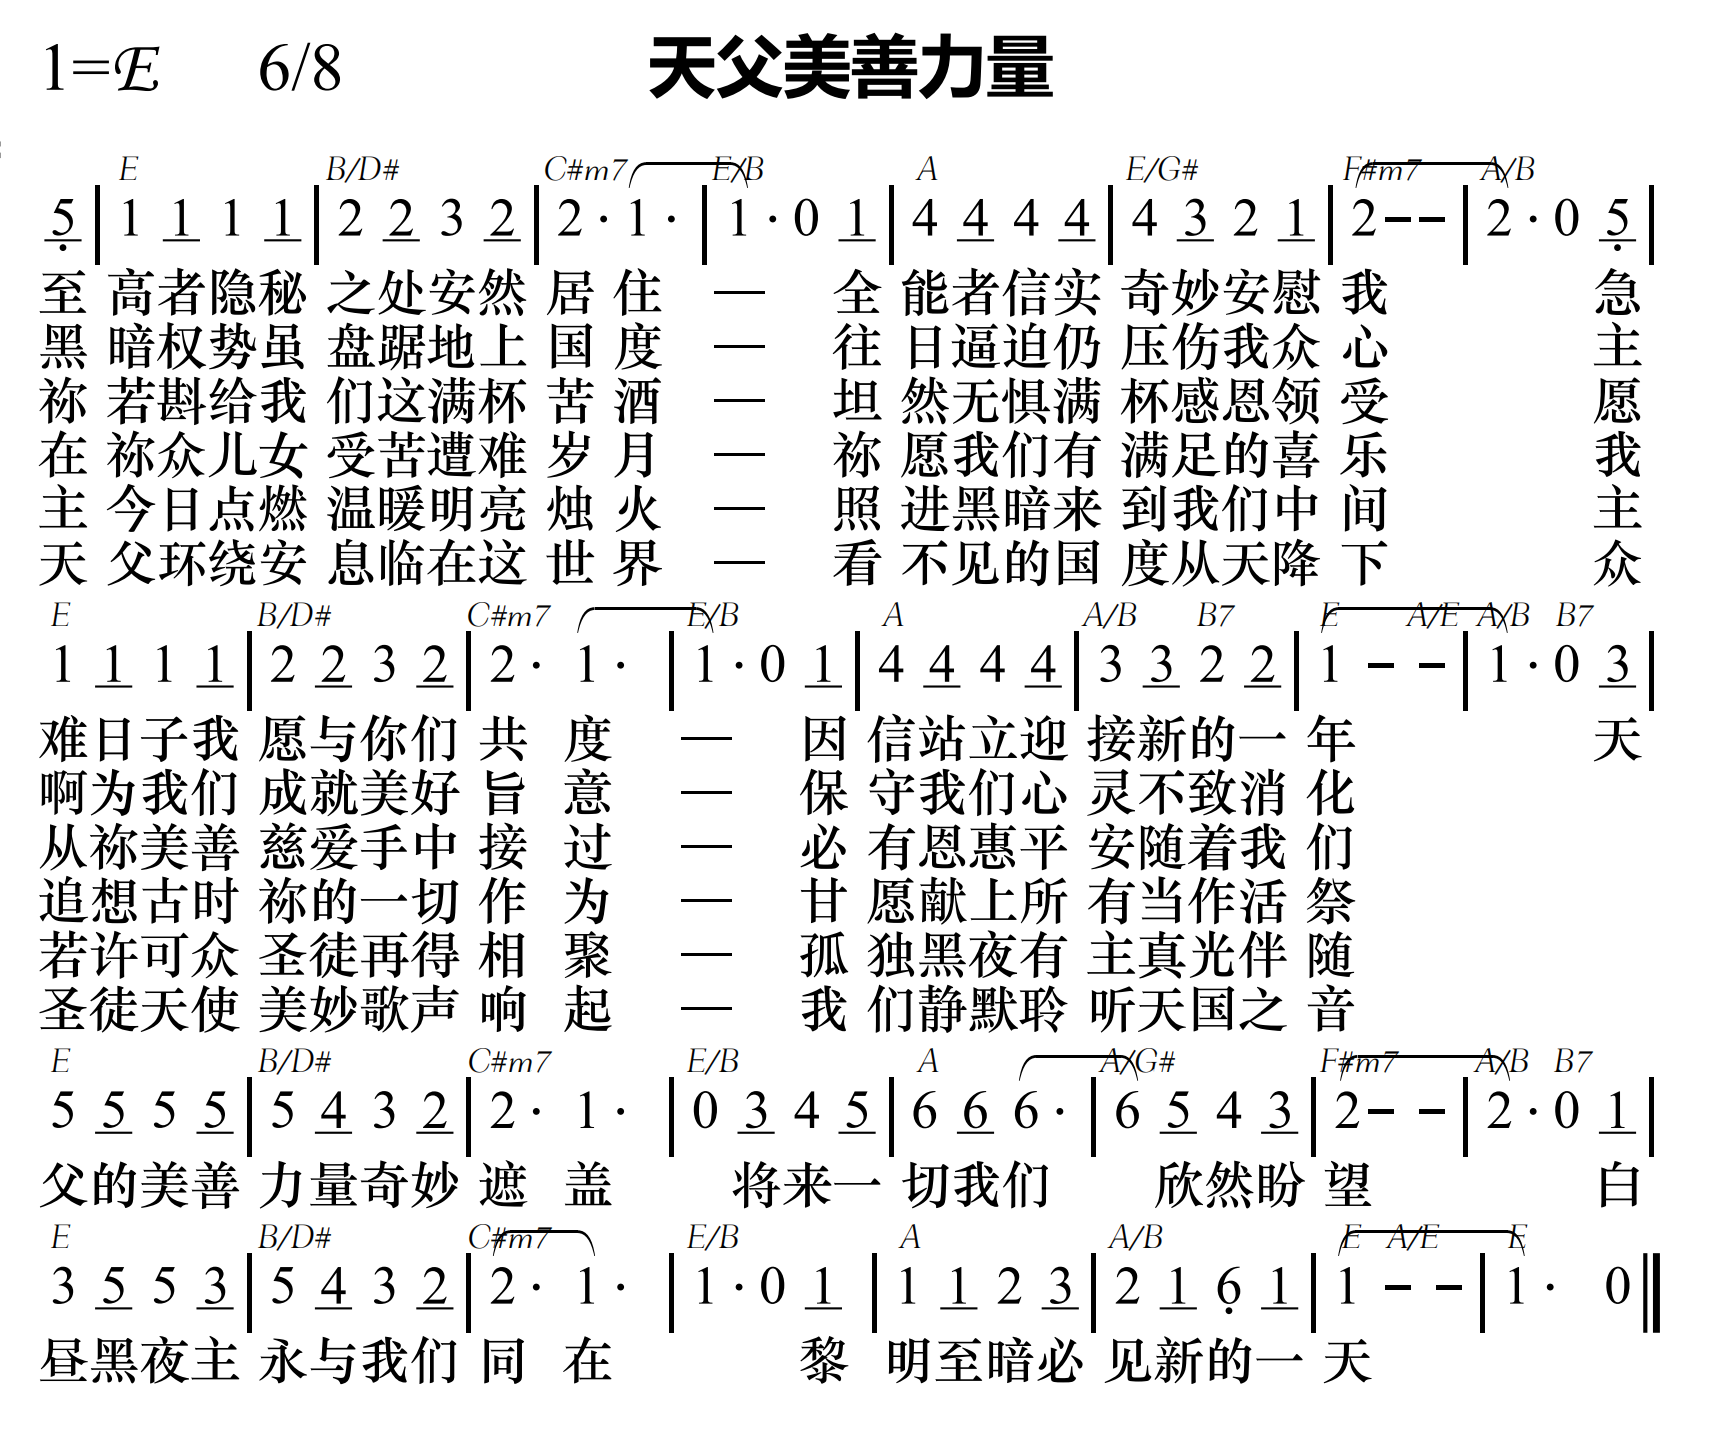 1=E 6/8 天父美善力量
E B/D# C#m7 E/B A E/G# F#m7 A/B
5 | 1 1 1 1 | 2 2 3 2 | 2 · 1 · | 1 · 0 1 | 4 4 4 4 | 4 3 2 1 | 2 – – | 2 · 0 5 |
至 高者隐秘 之处安然 居 住 — 全 能者信实 奇妙安慰 我 急
黑 暗权势虽 盘踞地上 国 度 — 往 日逼迫仍 压伤我众 心 主
祢 若斟给我 们这满杯 苦 酒 — 坦 然无惧满 杯感恩领 受 愿
在 祢众儿女 受苦遭难 岁 月 — 祢 愿我们有 满足的喜 乐 我
主 今日点燃 温暖明亮 烛 火 — 照 进黑暗来 到我们中 间 主
天 父环绕安 息临在这 世 界 — 看 不见的国 度从天降 下 众
E B/D# C#m7 E/B A A/B B7 E A/E A/B B7
1 1 1 1 | 2 2 3 2 | 2 · 1 · | 1 · 0 1 | 4 4 4 4 | 3 3 2 2 | 1 – – | 1 · 0 3 |
难日子我 愿与你们 共 度 — 因 信站立迎 接新的一 年 天
啊为我们 成就美好 旨 意 — 保 守我们心 灵不致消 化
从祢美善 慈爱手中 接 过 — 必 有恩惠平 安随着我 们
追想古时 祢的一切 作 为 — 甘 愿献上所 有当作活 祭
若许可众 圣徒再得 相 聚 — 孤 独黑夜有 主真光伴 随
圣徒天使 美妙歌声 响 起 — 我 们静默聆 听天国之 音
E B/D# C#m7 E/B A A/G# F#m7 A/B B7
5 5 5 5 | 5 4 3 2 | 2 · 1 · | 0 3 4 5 | 6 6 6 · | 6 5 4 3 | 2 – – | 2 · 0 1 |
父的美善 力量奇妙 遮 盖 将来一 切我们 欣然盼 望 白
E B/D# C#m7 E/B A A/B E A/E E
3 5 5 3 | 5 4 3 2 | 2 · 1 · | 1 · 0 1 | 1 1 2 3 | 2 1 6 1 | 1 – – | 1 · 0 ||
昼黑夜主 永与我们 同 在 黎 明至暗必 见新的一 天